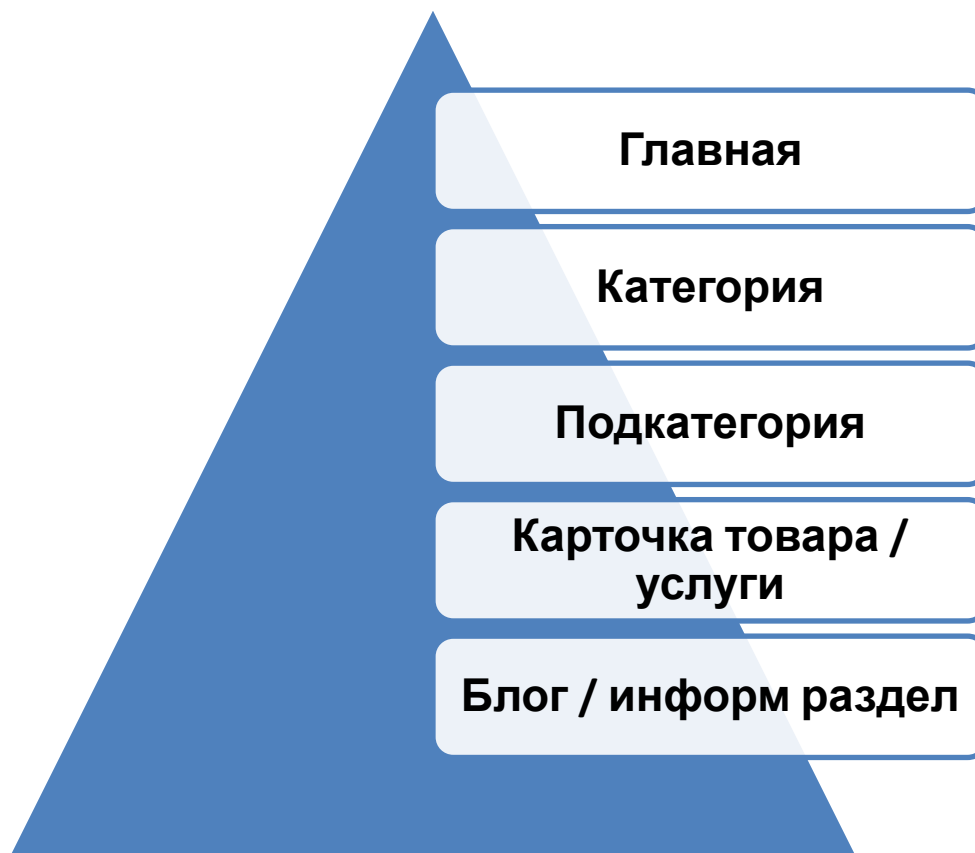 Главная
Категория
Подкатегория
Карточка товара /
услуги
Блог / информ раздел